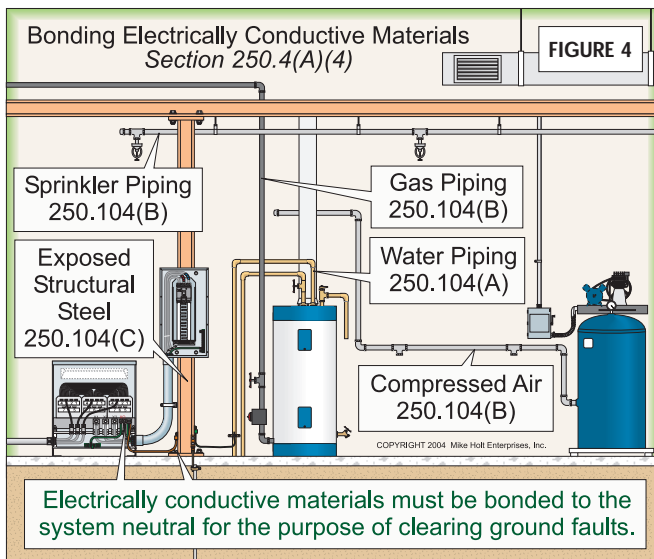 Bonding Electrically Conductive Materials
Section 250.4(A)(4)
FIGURE 4
Sprinkler Piping
250.104(B)
Gas Piping
250.104(B)
Exposed
Structural
Steel
250.104(C)
Water Piping
250.104(A)
Compressed Air
250.104(B)
COPYRIGHT 2004 Mike Holt Enterprises, Inc.
Electrically conductive materials must be bonded to the
system neutral for the purpose of clearing ground faults.